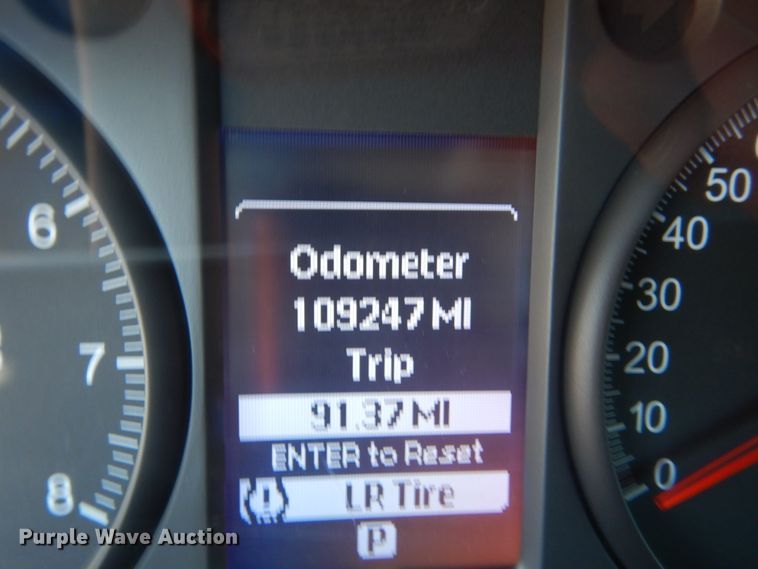 Odometer
109247 MI
Trip
91.37 MI
ENTER to Reset
(!) LR Tire
P
6
7
8
50
40
30
20
10
0
Purple Wave Auction